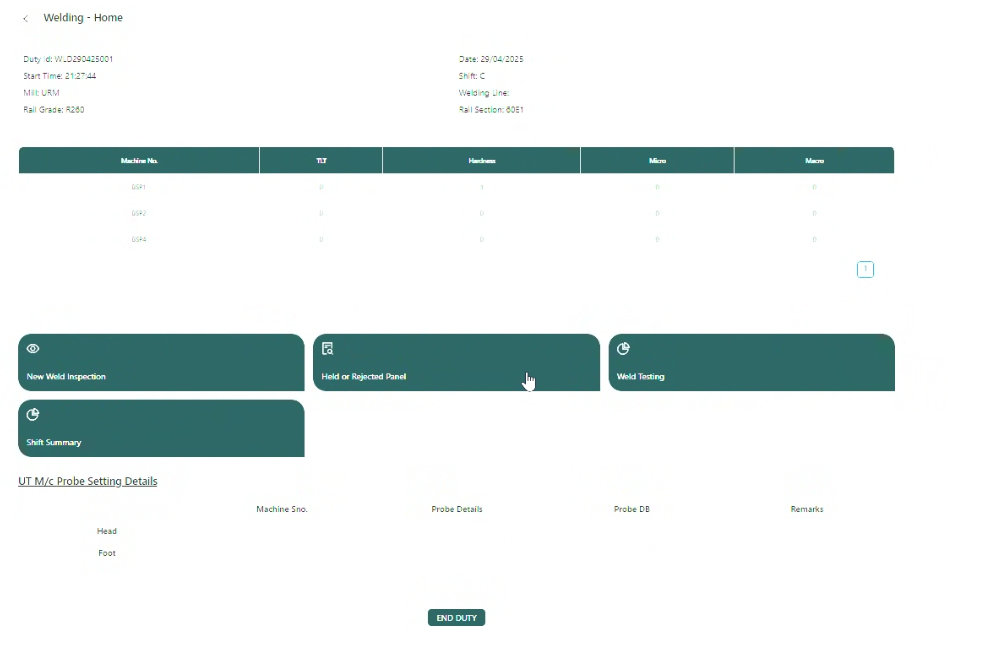 Welding - Home
Duty Id: WLD290425001
Date: 29/04/2025
Start Time: 21:27:44
Shift: C
Mill: URM
Welding Line:
Rail Grade: R260
Rail Section: 60E1
Machine No. TLT Hardness Micro Macro
GSF1 0 1 0 0
GSF2 0 0 0 0
GSF4 0 0 0 0
1
New Weld Inspection
Held or Rejected Panel
Weld Testing
Shift Summary
UT M/c Probe Setting Details
Machine Sno. Probe Details Probe DB Remarks
Head
Foot
END DUTY